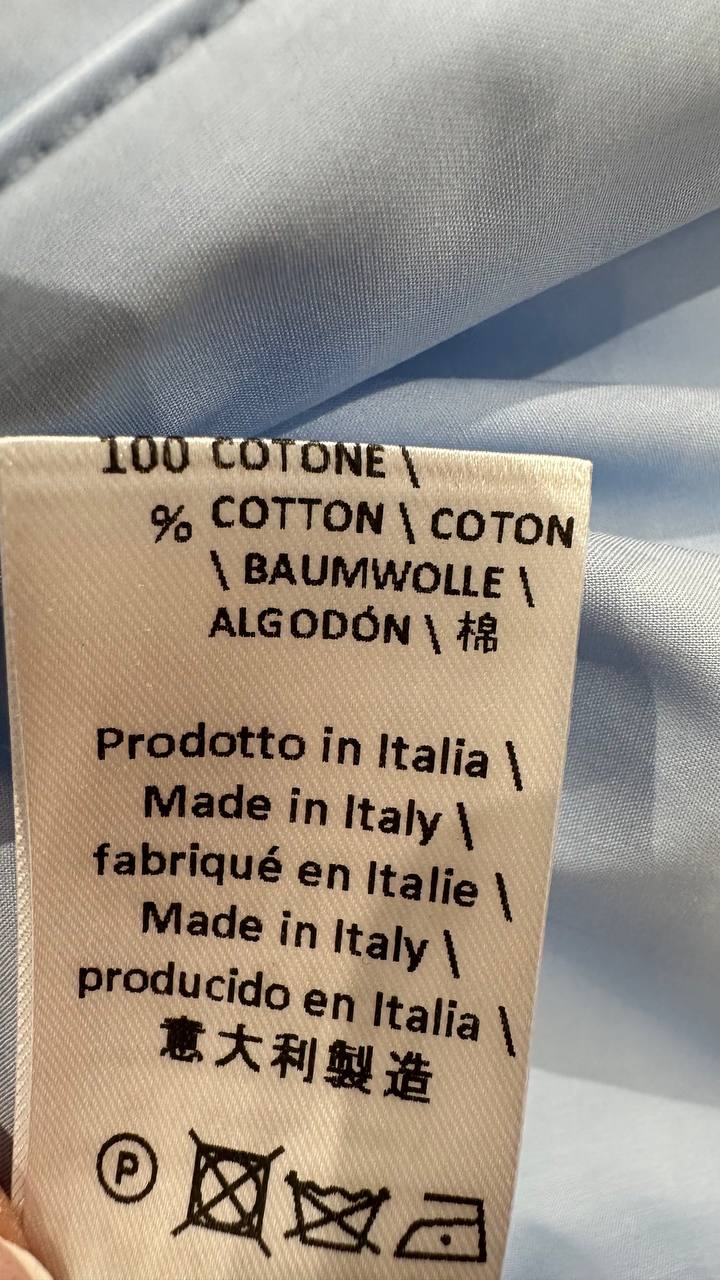 100 COTONE \
% COTTON \ COTON
\ BAUMWOLLE \
ALGODÓN \ 棉
Prodotto in Italia \
Made in Italy \
fabriqué en Italie \
Made in Italy \
producido en Italia \
意大利製造
P